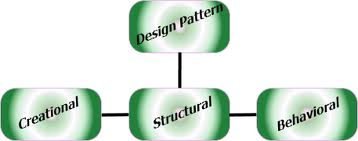 Design Pattern
Creational
Structural
Behavioral